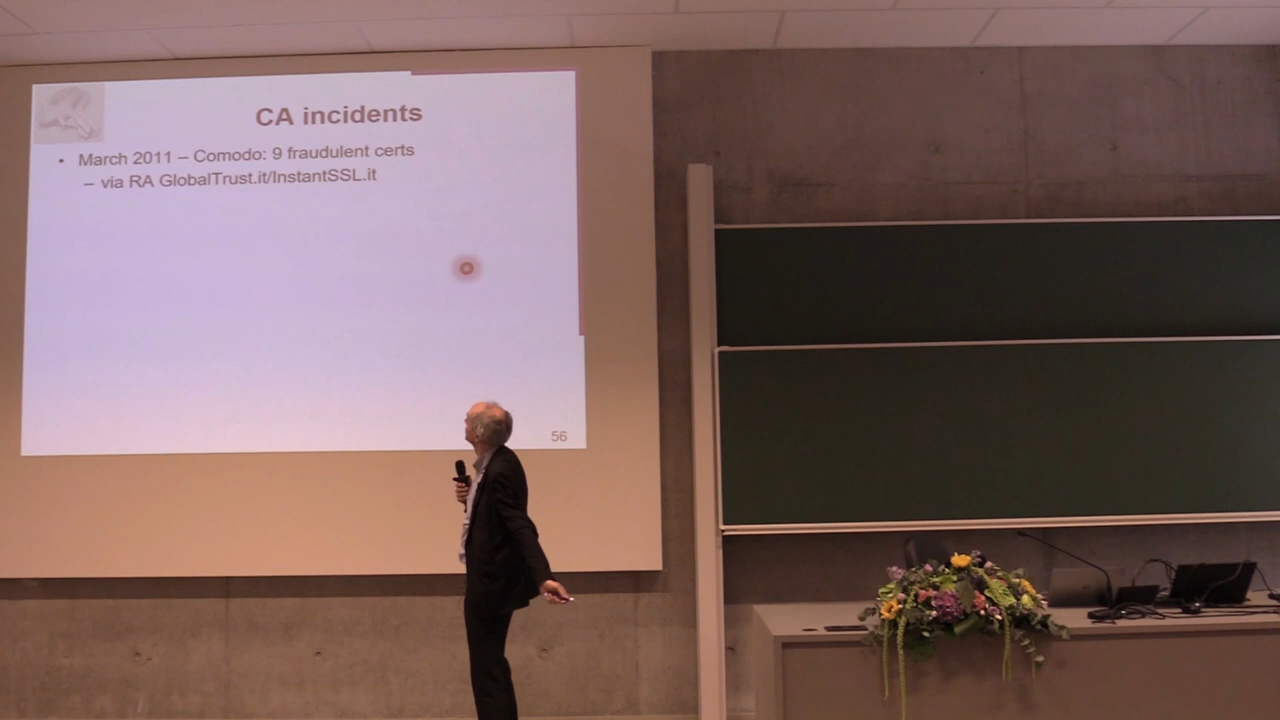 CA incidents
• March 2011 – Comodo: 9 fraudulent certs
– via RA GlobalTrust.it/InstantSSL.it
56